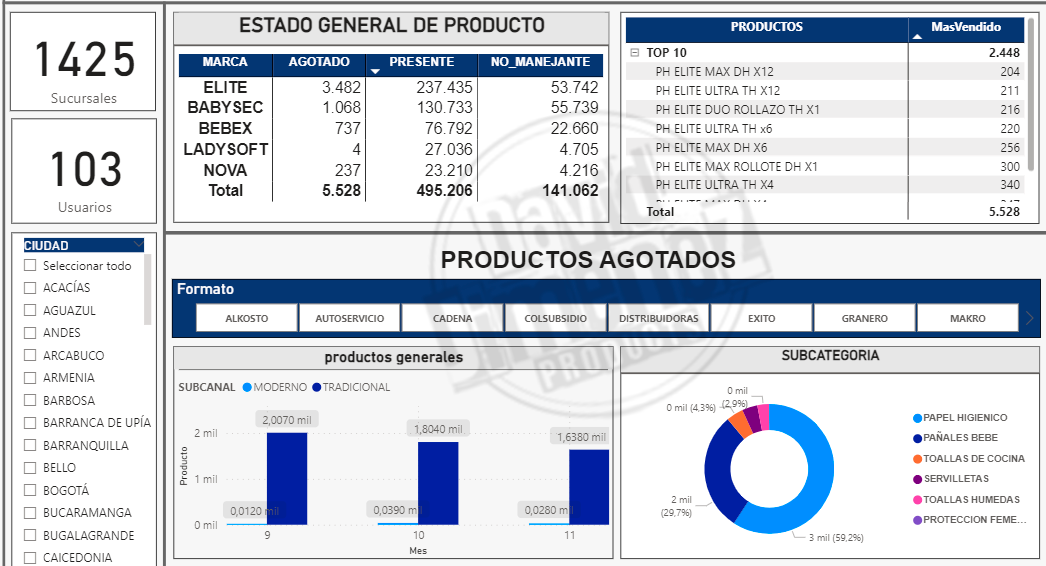 1425
Sucursales
103
Usuarios
CIUDAD
Seleccionar todo
ACACÍAS
AGUAZUL
ANDES
ARCABUCO
ARMENIA
BARBOSA
BARRANCA DE UPÍA
BARRANQUILLA
BELLO
BOGOTÁ
BUCARAMANGA
BUGALAGRANDE
CAICEDONIA
ESTADO GENERAL DE PRODUCTO
MARCA AGOTADO PRESENTE NO_MANEJANTE
ELITE 3.482 237.435 53.742
BABYSEC 1.068 130.733 55.739
BEBEX 737 76.792 22.660
LADYSOFT 4 27.036 4.705
NOVA 237 23.210 4.216
Total 5.528 495.206 141.062
PRODUCTOS MasVendido
TOP 10 2.448
PH ELITE MAX DH X12 204
PH ELITE ULTRA TH X12 211
PH ELITE DUO ROLLAZO TH X1 216
PH ELITE ULTRA TH x6 220
PH ELITE MAX DH X6 256
PH ELITE MAX ROLLOTE DH X1 300
PH ELITE ULTRA TH X4 340
Total 5.528
David
Jimenez
PRODUCTS
PRODUCTOS AGOTADOS
Formato
ALKOSTO AUTOSERVICIO CADENA COLSUBSIDIO DISTRIBUIDORAS EXITO GRANERO MAKRO
productos generales
SUBCANAL MODERNO TRADICIONAL
Producto
2 mil
1 mil
0 mil
2,0070 mil
1,8040 mil
1,6380 mil
0,0120 mil
0,0390 mil
0,0280 mil
9 10 11
Mes
SUBCATEGORIA
0 mil
(2,9%)
0 mil (4,3%)
2 mil
(29,7%)
3 mil (59,2%)
PAPEL HIGIENICO
PAÑALES BEBE
TOALLAS DE COCINA
SERVILLETAS
TOALLAS HUMEDAS
PROTECCION FEME...